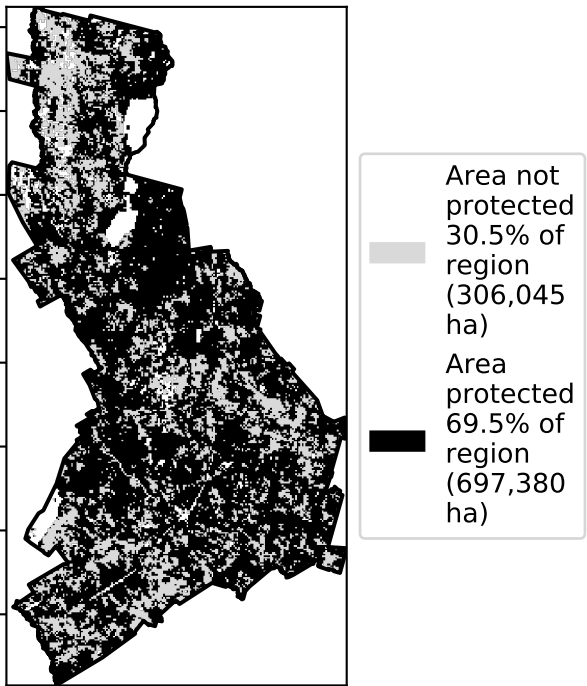 Area not
protected
30.5% of
region
(306,045
ha)
Area
protected
69.5% of
region
(697,380
ha)